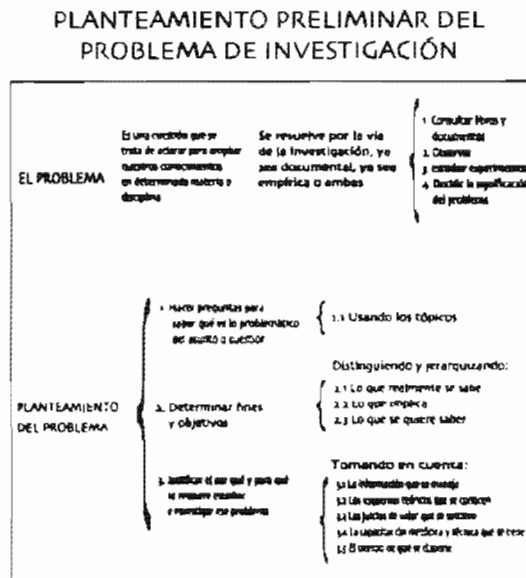 PLANTEAMIENTO PRELIMINAR DEL
PROBLEMA DE INVESTIGACIÓN
EL PROBLEMA
Es una cuestión que se
trata de aclarar para ampliar
nuestros conocimientos
en determinada materia o
disciplina
Se resuelve por la vía
de la investigación, ya
sea documental, ya sea
empírica o ambas
1. Consultar libros y
documentos
2. Observar
3. estudiar experimentos
4. Decidir la significación
del problema
PLANTEAMIENTO
DEL PROBLEMA
1. Hacer preguntas para
saber qué es lo problemático
del asunto o cuestión
1.1 Usando los tópicos
2. Determinar fines
y objetivos
Distinguiendo y jerarquizando:
2.1 Lo que realmente se sabe
2.2 Lo que implica
2.3 Lo que se quiere saber
3. Justificar el por qué y para qué
se requiere estudiar
e investigar ese problema
Tomando en cuenta:
3.1 La información que se maneja
3.2 Los esquemas teóricos que se conocen
3.3 Los juicios de valor que se
3.4 La capacitación y técnica que se tiene
3.5 El tiempo de que se dispone